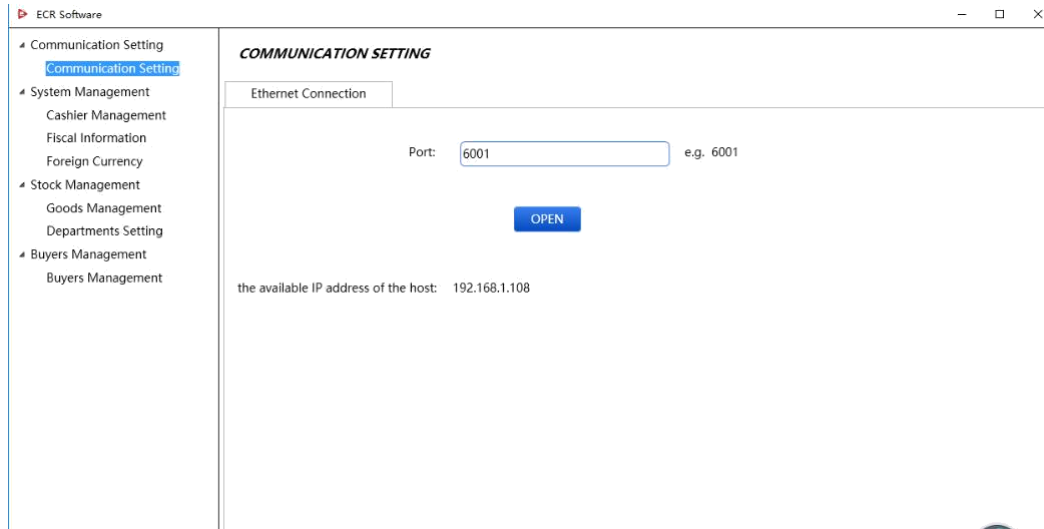 ECR Software
Communication Setting
Communication Setting
System Management
Cashier Management
Fiscal Information
Foreign Currency
Stock Management
Goods Management
Departments Setting
Buyers Management
Buyers Management
COMMUNICATION SETTING
Ethernet Connection
Port: 6001 e.g. 6001
OPEN
the available IP address of the host: 192.168.1.108